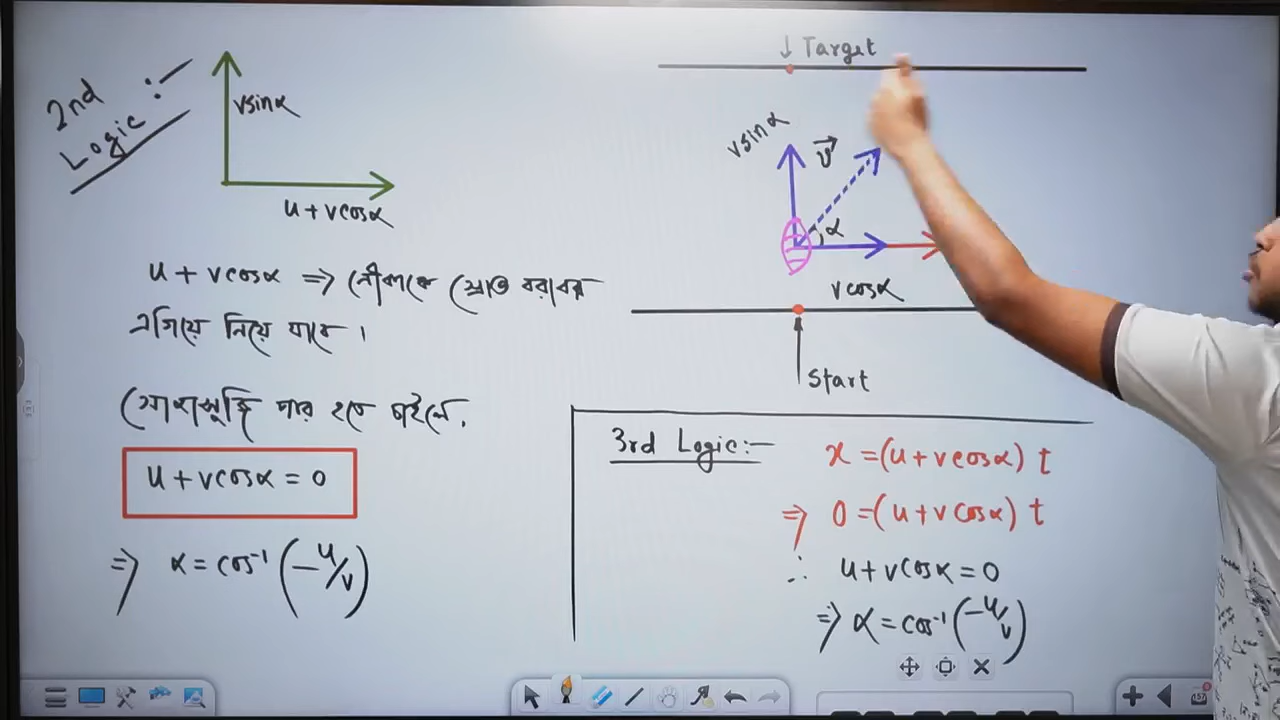 2nd
Logic :-
vsinα
u + vcosα
u + vcosα ⇒ নৌকাকে স্রোত বরাবর
এগিয়ে নিয়ে যাবে ।
সোজাসুজি পার হতে চাইলে,
u + vcosα = 0
⇒ α = cos⁻¹ (-u/v)
↓ Target
vsinα
v⃗
α
vcosα
Start
3rd Logic:-
x = (u + vcosα) t
⇒ 0 = (u + vcosα) t
∴ u + vcosα = 0
⇒ α = cos⁻¹ (-u/v)